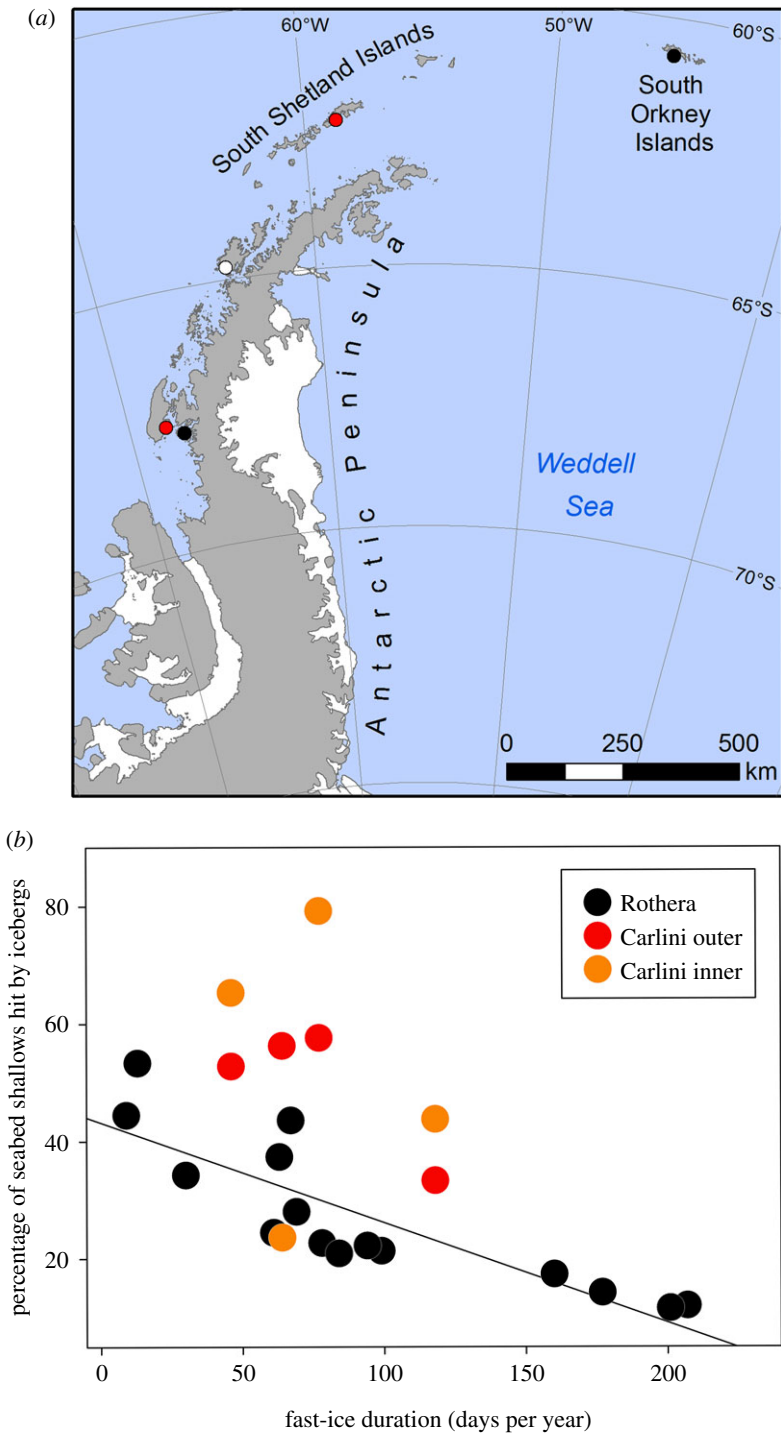 (a)
60°W
50°W
60°S
South Shetland Islands
South
Orkney
Islands
65°S
Antarctic Peninsula
Weddell
Sea
70°S
0 250 500
km
(b)
percentage of seabed shallows hit by icebergs
80
60
40
20
Rothera
Carlini outer
Carlini inner
0 50 100 150 200
fast-ice duration (days per year)